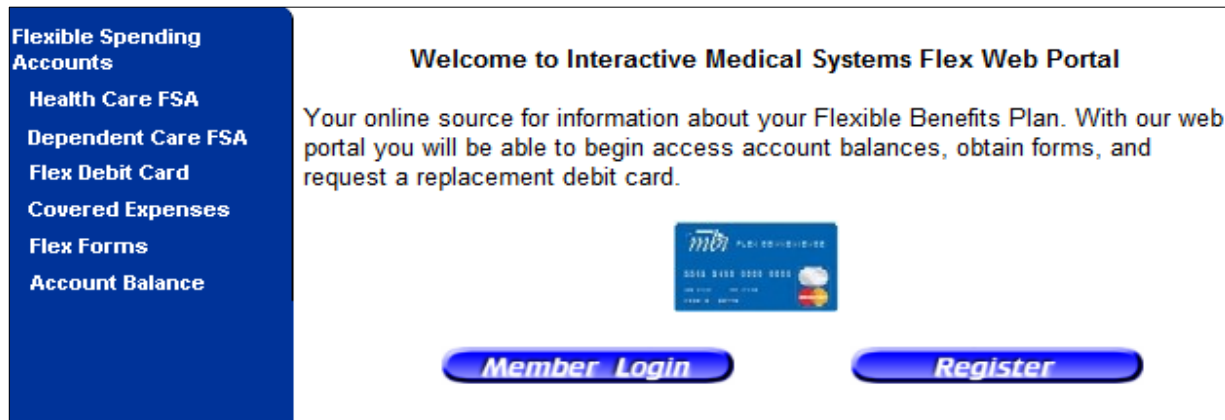 Flexible Spending
Accounts
Health Care FSA
Dependent Care FSA
Flex Debit Card
Covered Expenses
Flex Forms
Account Balance
Welcome to Interactive Medical Systems Flex Web Portal
Your online source for information about your Flexible Benefits Plan. With our web
portal you will be able to begin access account balances, obtain forms, and
request a replacement debit card.
mbi
Member Login
Register